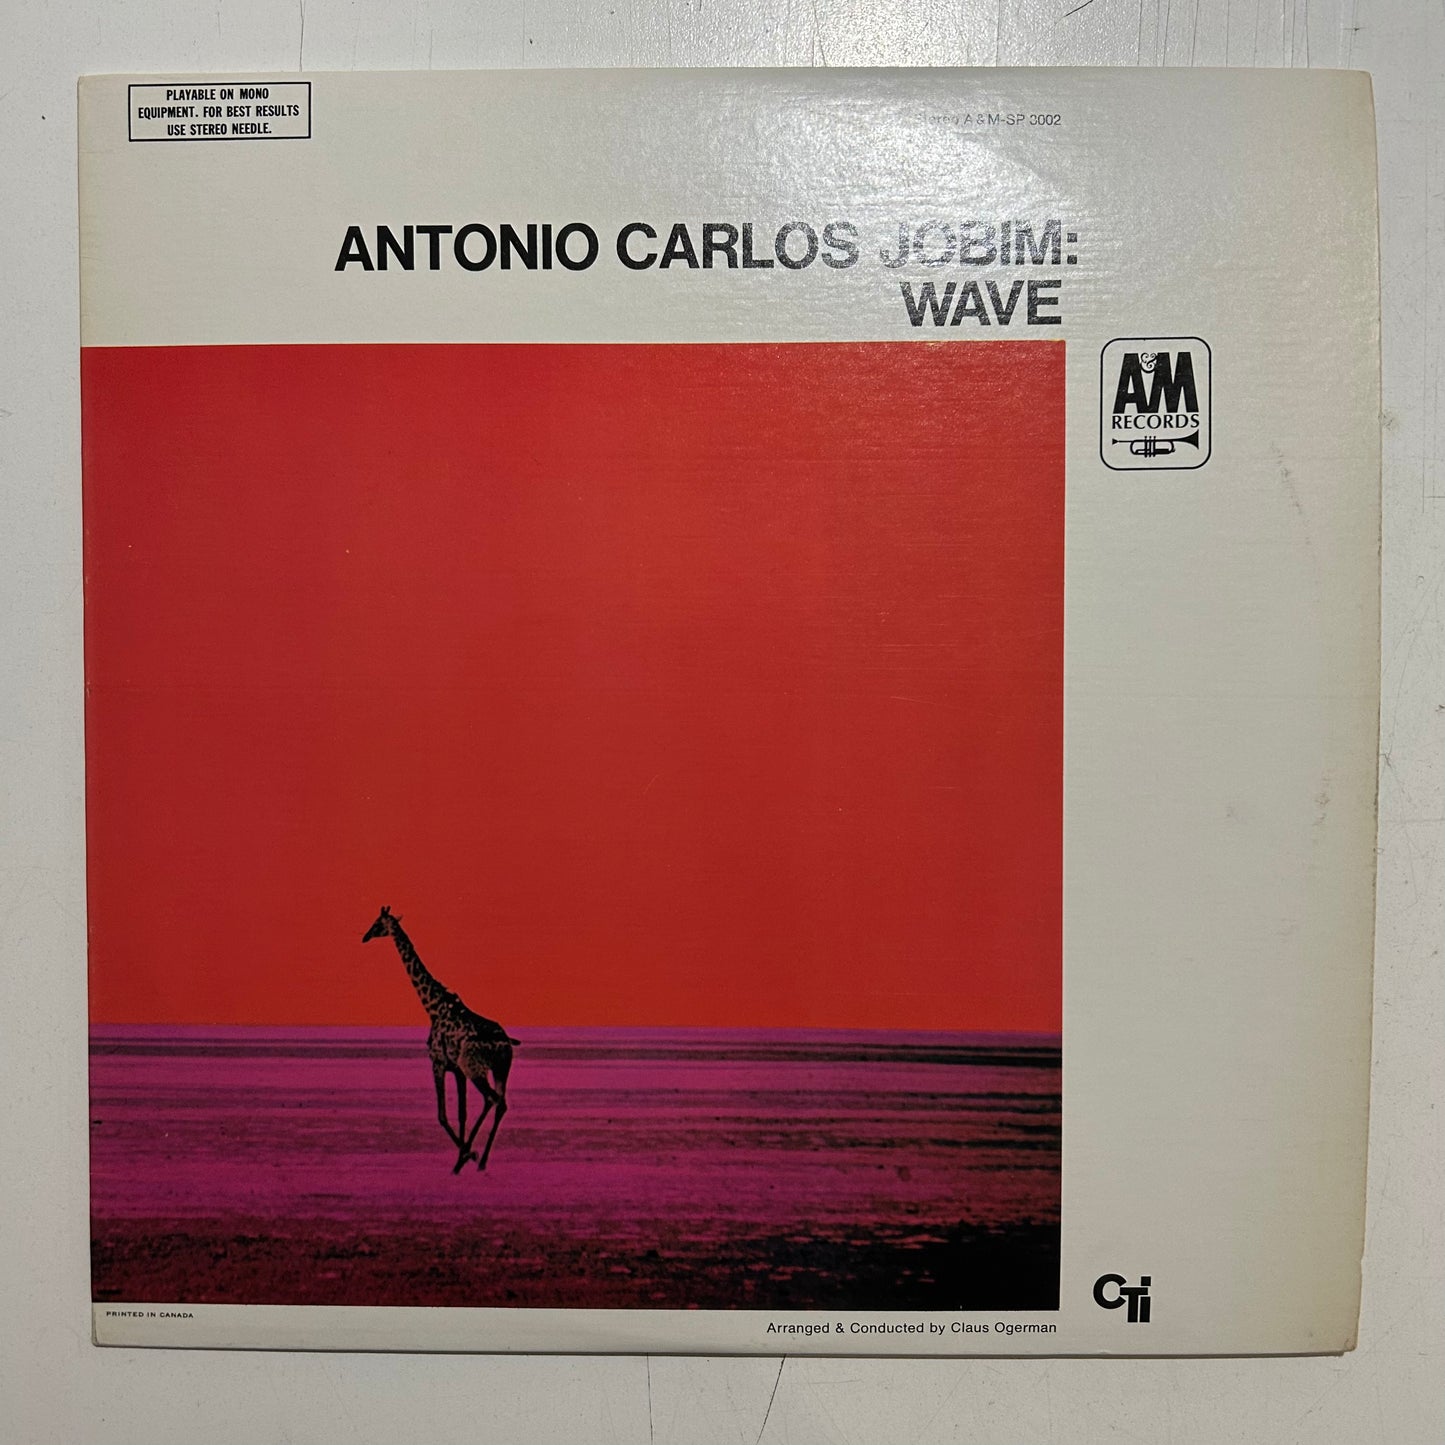 PLAYABLE ON MONO
EQUIPMENT. FOR BEST RESULTS
USE STEREO NEEDLE.
Stereo A & M-SP 3002
ANTONIO CARLOS JOBIM:
WAVE
A&M
RECORDS
PRINTED IN CANADA
Arranged & Conducted by Claus Ogerman
CTi